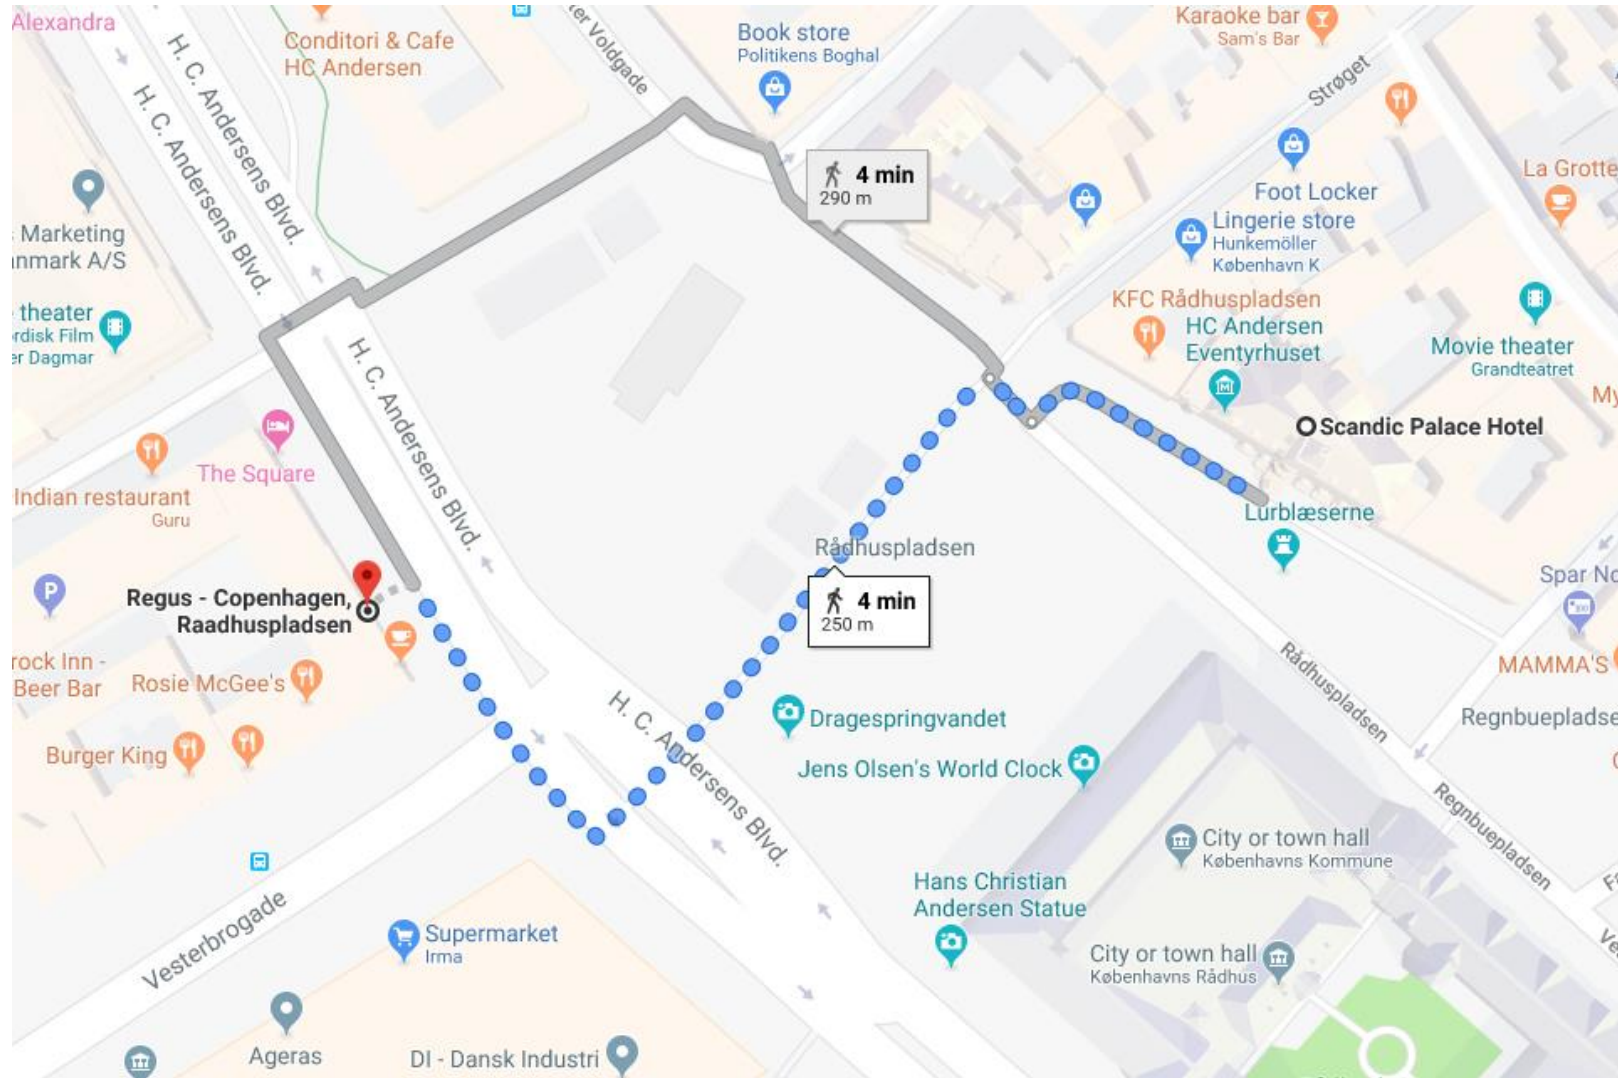 Alexandra
H. C. Andersens Blvd.
H. C. Andersens Blvd.
Conditori & Cafe
HC Andersen
er Voldgade
Book store
Politikens Boghal
Karaoke bar
Sam's Bar
Strøget
4 min
290 m
Foot Locker
La Grotte
Lingerie store
Hunkemöller
København K
Marketing
nmark A/S
theater
rdisk Film
er Dagmar
KFC Rådhuspladsen
HC Andersen
Eventyrhuset
Movie theater
Grandteatret
My
H. C. Andersens Blvd.
Scandic Palace Hotel
The Square
Indian restaurant
Guru
Lurblæserne
Rådhuspladsen
P
Regus - Copenhagen,
Raadhuspladsen
4 min
250 m
Spar No
rock Inn -
Beer Bar
Rosie McGee's
Rådhuspladsen
MAMMA'S
H. C. Andersens Blvd.
Dragespringvandet
Regnbuepladse
Burger King
Jens Olsen's World Clock
Regnbuepladsen
City or town hall
Københavns Kommune
Hans Christian
Andersen Statue
Vesterbrogade
Supermarket
Irma
City or town hall
Københavns Rådhus
Ageras
DI - Dansk Industri